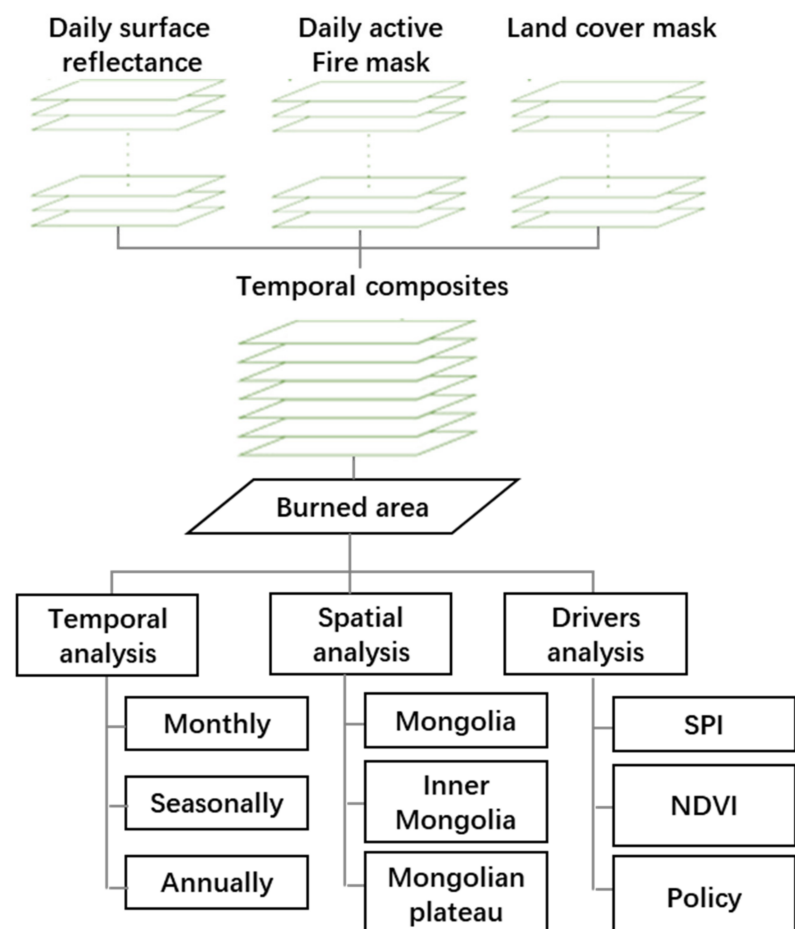 Daily surface
reflectance
Daily active
Fire mask
Land cover mask
Temporal composites
Burned area
Temporal
analysis
Spatial
analysis
Drivers
analysis
Monthly
Seasonally
Annually
Mongolia
Inner
Mongolia
Mongolian
plateau
SPI
NDVI
Policy